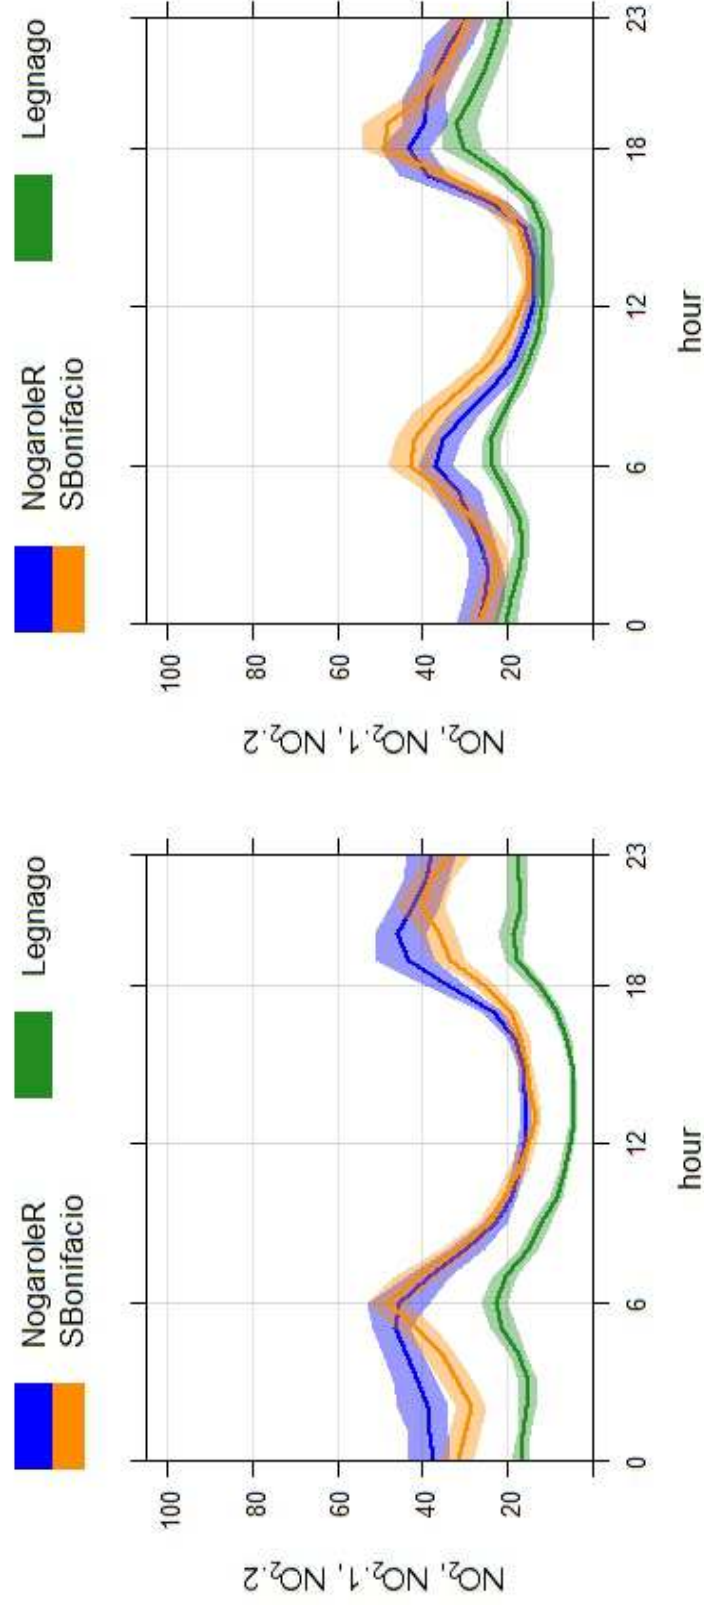 NogaroleR Legnago
SBonifacio
NO₂, NO₂.1, NO₂.2
100
80
60
40
20
0 6 12 18 23
hour
NogaroleR Legnago
SBonifacio
NO₂, NO₂.1, NO₂.2
100
80
60
40
20
0 6 12 18 23
hour